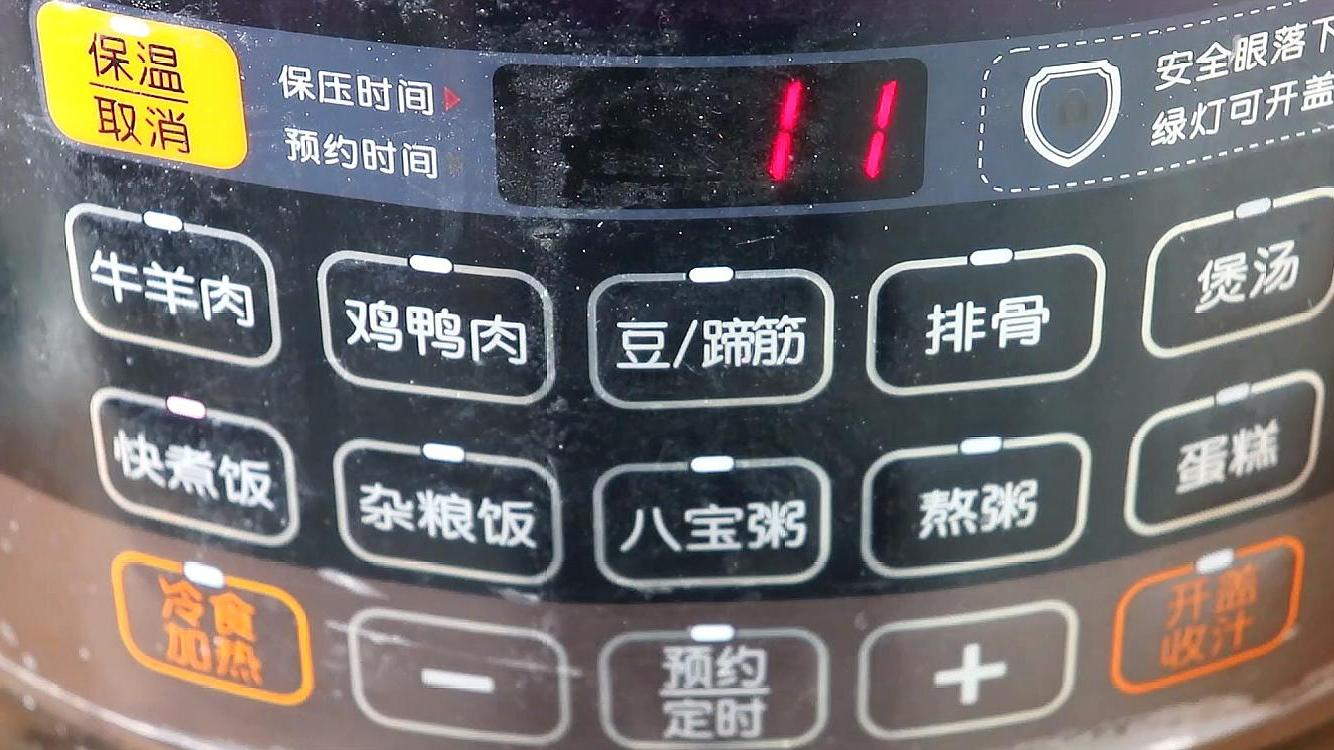 保温
取消
保压时间
预约时间
11
安全眼落下
绿灯可开盖
牛羊肉
鸡鸭肉
豆/蹄筋
排骨
煲汤
快煮饭
杂粮饭
八宝粥
熬粥
蛋糕
冷食
加热
−
预约
定时
+
开盖
收汁